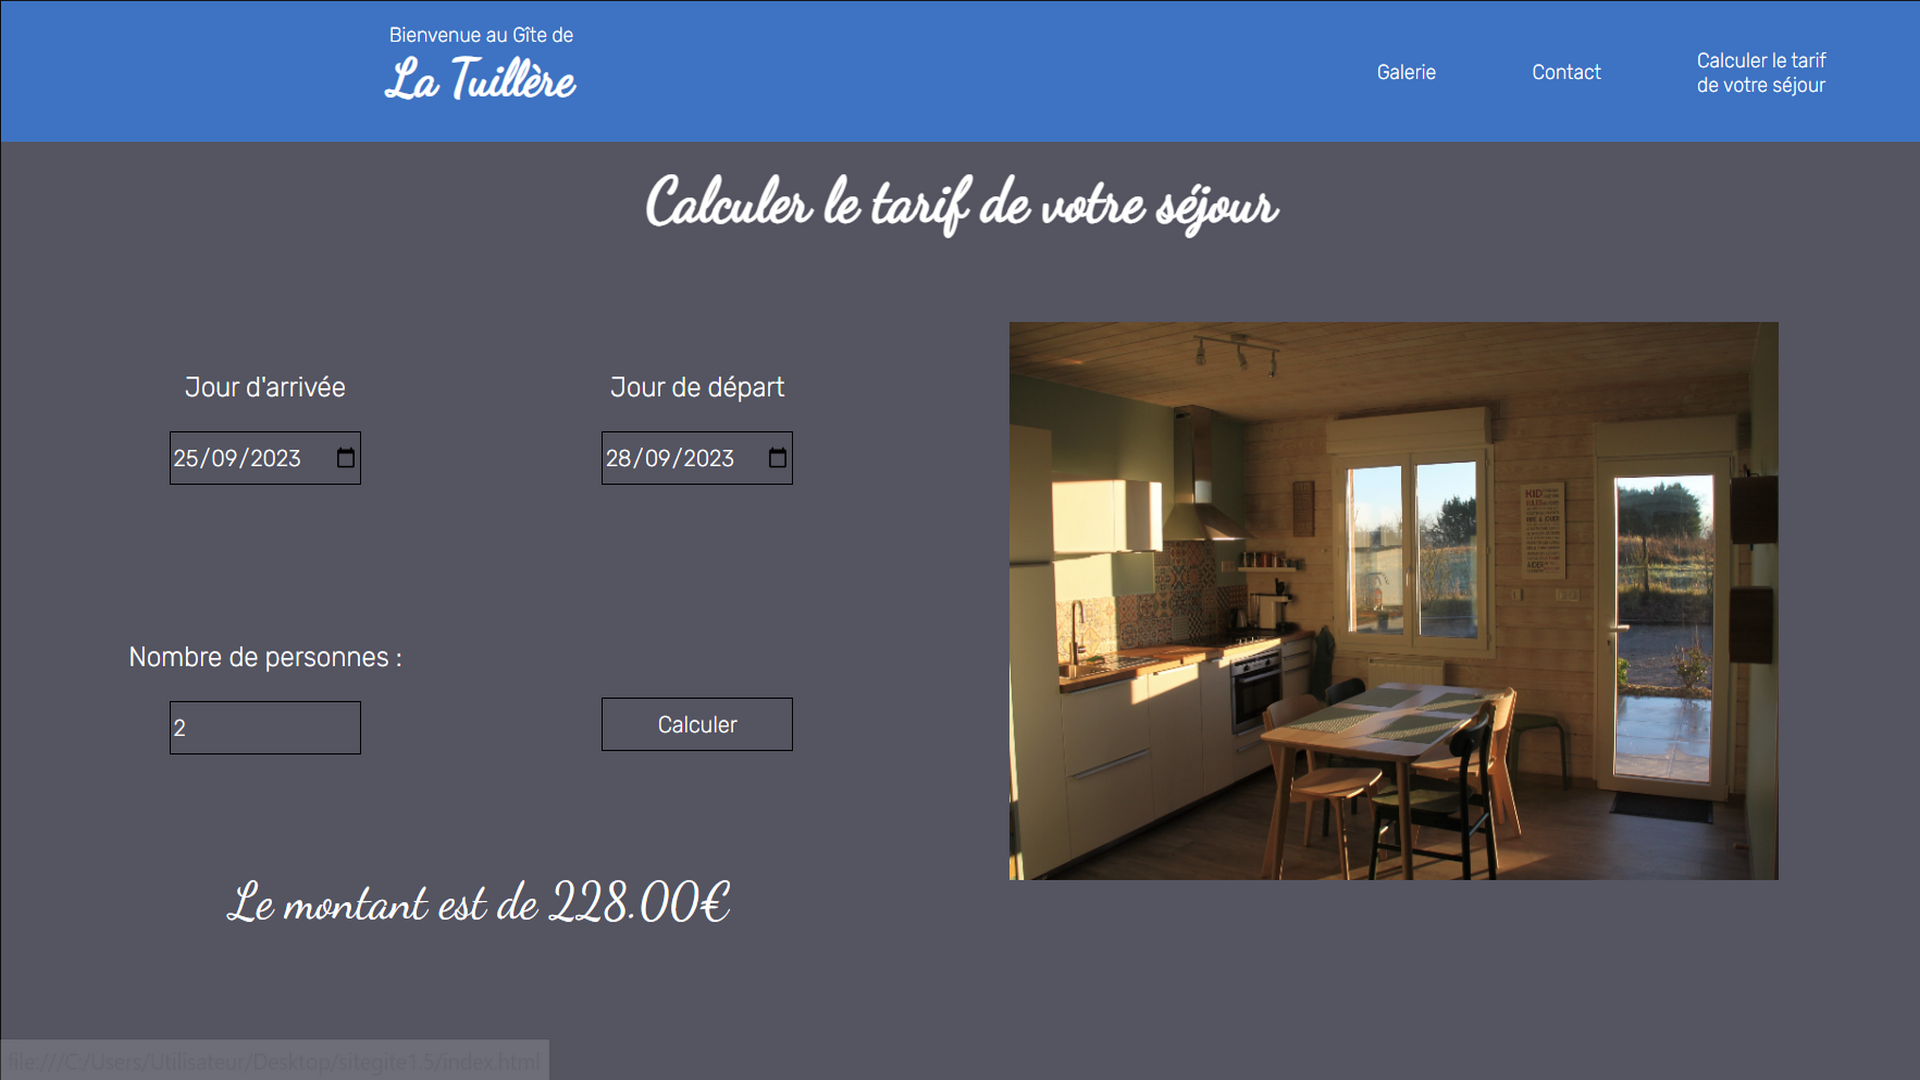 Bienvenue au Gîte de
La Tuillère
Galerie
Contact
Calculer le tarif
de votre séjour
Calculer le tarif de votre séjour
Jour d'arrivée
Jour de départ
25/09/2023
28/09/2023
Nombre de personnes :
2
Calculer
Le montant est de 228.00€
file:///C:/Users/Utilisateur/Desktop/sitegite1.5/index.html